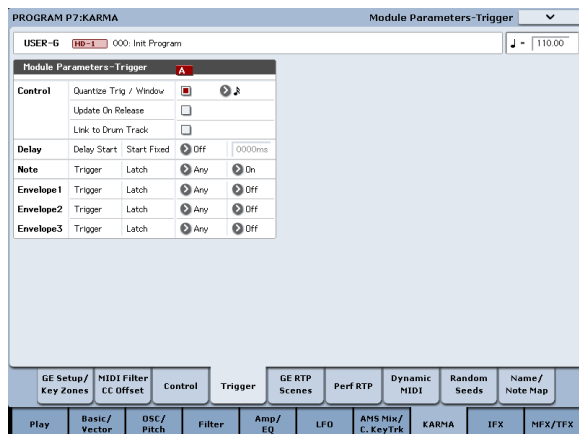 PROGRAM P7:KARMA Module Parameters-Trigger
USER-G HD-1 000: Init Program ♩ = 110.00
Module Parameters-Trigger A
Control Quantize Trig / Window
Update On Release
Link to Drum Track
Delay Delay Start Start Fixed Off 0000ms
Note Trigger Latch Any On
Envelope1 Trigger Latch Any Off
Envelope2 Trigger Latch Any Off
Envelope3 Trigger Latch Any Off
GE Setup/ Key Zones
MIDI Filter CC Offset
Control
Trigger
GE RTP Scenes
Perf RTP
Dynamic MIDI
Random Seeds
Name/ Note Map
Play
Basic/ Vector
OSC/ Pitch
Filter
Amp/ EQ
LFO
AMS Mix/ C. KeyTrk
KARMA
IFX
MFX/TFX